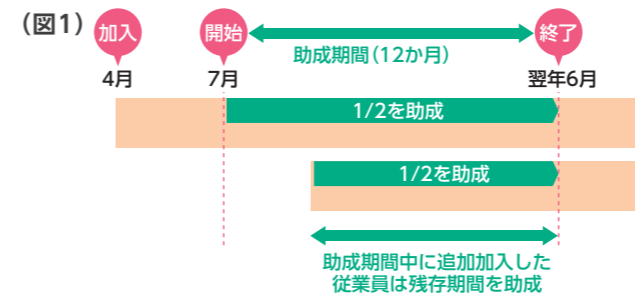 (図1)
加入
開始
終了
助成期間(12か月)
4月
7月
翌年6月
1/2を助成
1/2を助成
助成期間中に追加加入した
従業員は残存期間を助成